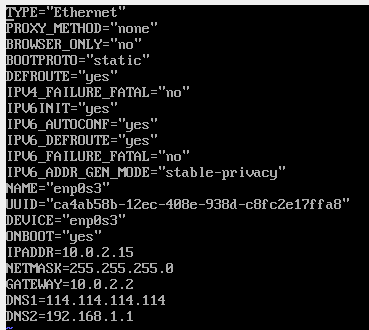 TYPE="Ethernet"
PROXY_METHOD="none"
BROWSER_ONLY="no"
BOOTPROTO="static"
DEFROUTE="yes"
IPV4_FAILURE_FATAL="no"
IPV6INIT="yes"
IPV6_AUTOCONF="yes"
IPV6_DEFROUTE="yes"
IPV6_FAILURE_FATAL="no"
IPV6_ADDR_GEN_MODE="stable-privacy"
NAME="enp0s3"
UUID="ca4ab58b-12ec-408e-938d-c8fc2e17ffa8"
DEVICE="enp0s3"
ONBOOT="yes"
IPADDR=10.0.2.15
NETMASK=255.255.255.0
GATEWAY=10.0.2.2
DNS1=114.114.114.114
DNS2=192.168.1.1
~